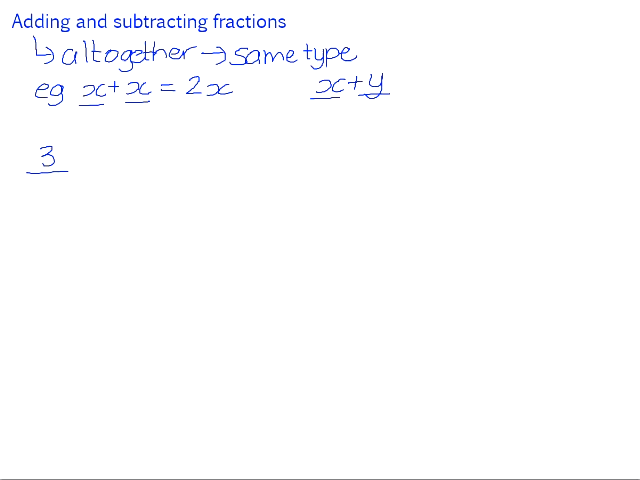 Adding and subtracting fractions
↳ altogether → same type
eg x + x = 2x x + y
3